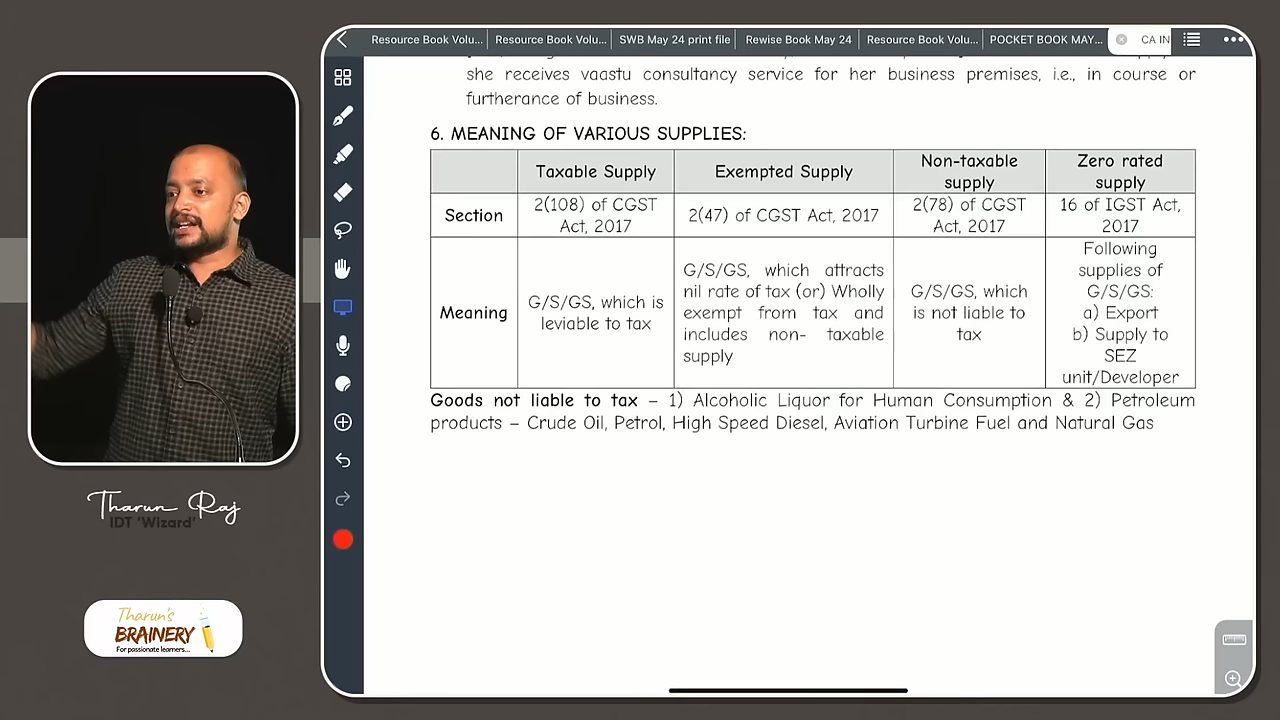 Resource Book Volu...
Resource Book Volu...
SWB May 24 print file
Rewise Book May 24
Resource Book Volu...
POCKET BOOK MAY...
CA IN
she receives vaastu consultancy service for her business premises, i.e., in course or
furtherance of business.
6. MEANING OF VARIOUS SUPPLIES:
Taxable Supply
Exempted Supply
Non-taxable
supply
Zero rated
supply
Section
2(108) of CGST
Act, 2017
2(47) of CGST Act, 2017
2(78) of CGST
Act, 2017
16 of IGST Act,
2017
Meaning
G/S/GS, which is
leviable to tax
G/S/GS, which attracts
nil rate of tax (or) Wholly
exempt from tax and
includes non- taxable
supply
G/S/GS, which
is not liable to
tax
Following
supplies of
G/S/GS:
a) Export
b) Supply to
SEZ
unit/Developer
Goods not liable to tax – 1) Alcoholic Liquor for Human Consumption & 2) Petroleum
products – Crude Oil, Petrol, High Speed Diesel, Aviation Turbine Fuel and Natural Gas
Tharun Raj
IDT 'Wizard'
Tharun's
BRAINERY
For passionate learners...